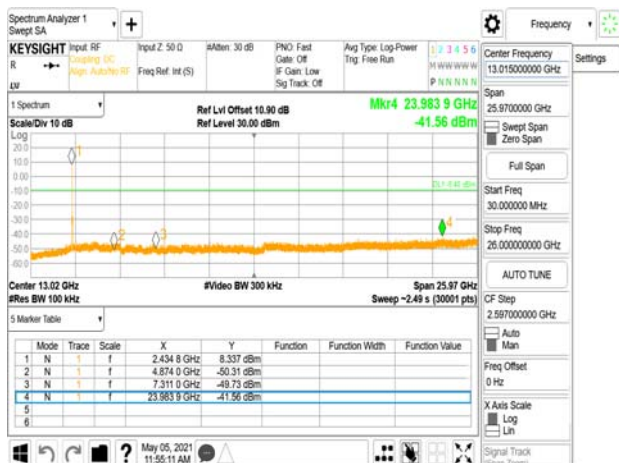 Spectrum Analyzer 1
Swept SA
Frequency
KEYSIGHT
Input: RF
Coupling: DC
Align: Auto/No RF
Input Z: 50 Ω
Freq Ref: Int (S)
#Atten: 30 dB
PNO: Fast
Gate: Off
IF Gain: Low
Sig Track: Off
Avg Type: Log-Power
Trig: Free Run
1 2 3 4 5 6
M W W W W W
P N N N N N
R
LXI
Center Frequency
13.015000000 GHz
Settings
Span
25.9700000 GHz
Swept Span
Zero Span
Full Span
Start Freq
30.000000 MHz
Stop Freq
26.000000000 GHz
AUTO TUNE
CF Step
2.597000000 GHz
Auto
Man
Freq Offset
0 Hz
X Axis Scale
Log
Lin
Signal Track
1 Spectrum
Scale/Div 10 dB
Ref Lvl Offset 10.90 dB
Ref Level 30.00 dBm
Mkr4 23.983 9 GHz
-41.56 dBm
Log
20.0
10.0
0.00
-10.0
-20.0
-30.0
-40.0
-50.0
-60.0
1
2
3
4
Center 13.02 GHz
#Res BW 100 kHz
#Video BW 300 kHz
Span 25.97 GHz
Sweep ~2.49 s (30001 pts)
5 Marker Table
Mode Trace Scale X Y Function Function Width Function Value
1 N 1 f 2.434 8 GHz 8.337 dBm
2 N 1 f 4.874 0 GHz -50.31 dBm
3 N 1 f 7.311 0 GHz -49.73 dBm
4 N 1 f 23.983 9 GHz -41.56 dBm
5
6
May 05, 2021
11:55:11 AM